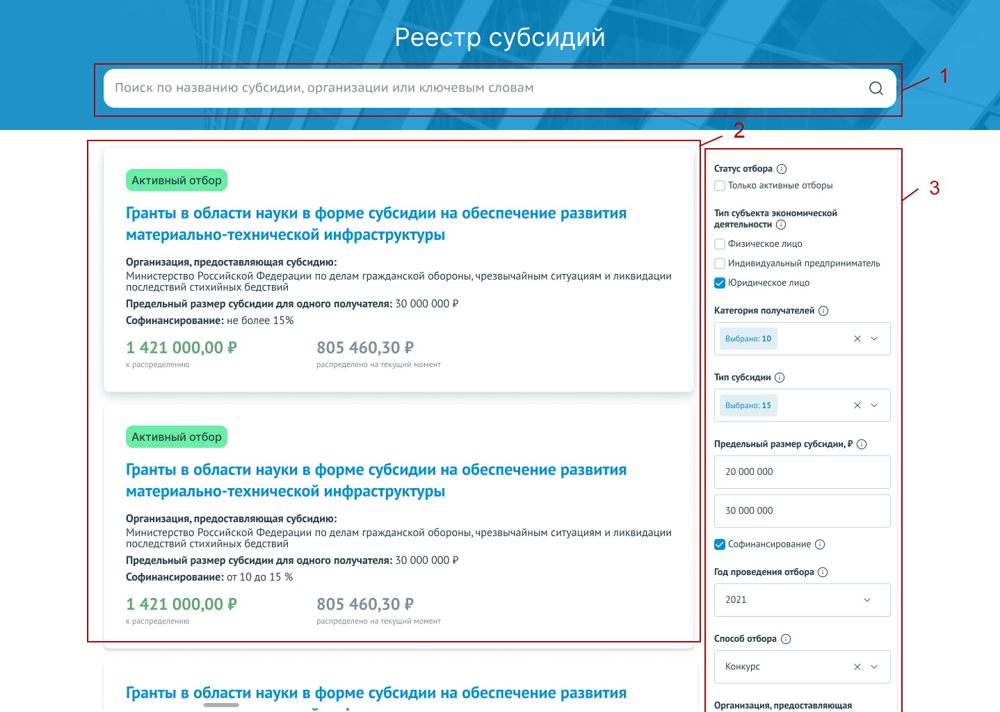 Реестр субсидий
Поиск по названию субсидии, организации или ключевым словам
1
2
3
Активный отбор
Гранты в области науки в форме субсидии на обеспечение развития
материально-технической инфраструктуры
Организация, предоставляющая субсидию:
Министерство Российской Федерации по делам гражданской обороны, чрезвычайным ситуациям и ликвидации
последствий стихийных бедствий
Предельный размер субсидии для одного получателя: 30 000 000 ₽
Софинансирование: не более 15%
1 421 000,00 ₽ 805 460,30 ₽
к распределению распределено на текущий момент
Активный отбор
Гранты в области науки в форме субсидии на обеспечение развития
материально-технической инфраструктуры
Организация, предоставляющая субсидию:
Министерство Российской Федерации по делам гражданской обороны, чрезвычайным ситуациям и ликвидации
последствий стихийных бедствий
Предельный размер субсидии для одного получателя: 30 000 000 ₽
Софинансирование: от 10 до 15 %
1 421 000,00 ₽ 805 460,30 ₽
к распределению распределено на текущий момент
Гранты в области науки в форме субсидии на обеспечение развития
Статус отбора
Только активные отборы
Тип субъекта экономической
деятельности
Физическое лицо
Индивидуальный предприниматель
Юридическое лицо
Категория получателей
Выбрано: 10
Тип субсидии
Выбрано: 15
Предельный размер субсидии, ₽
20 000 000
30 000 000
Софинансирование
Год проведения отбора
2021
Способ отбора
Конкурс
Организация, предоставляющая